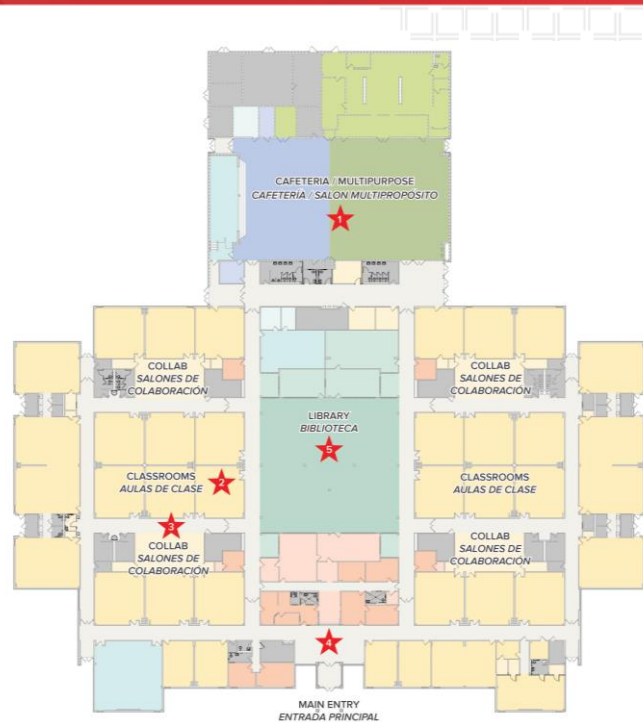 CAFETERIA / MULTIPURPOSE
CAFETERÍA / SALON MULTIPROPÓSITO
1
COLLAB
SALONES DE
COLABORACIÓN
COLLAB
SALONES DE
COLABORACIÓN
LIBRARY
BIBLIOTECA
5
CLASSROOMS
AULAS DE CLASE
2
CLASSROOMS
AULAS DE CLASE
3
COLLAB
SALONES DE
COLABORACIÓN
COLLAB
SALONES DE
COLABORACIÓN
4
MAIN ENTRY
ENTRADA PRINCIPAL